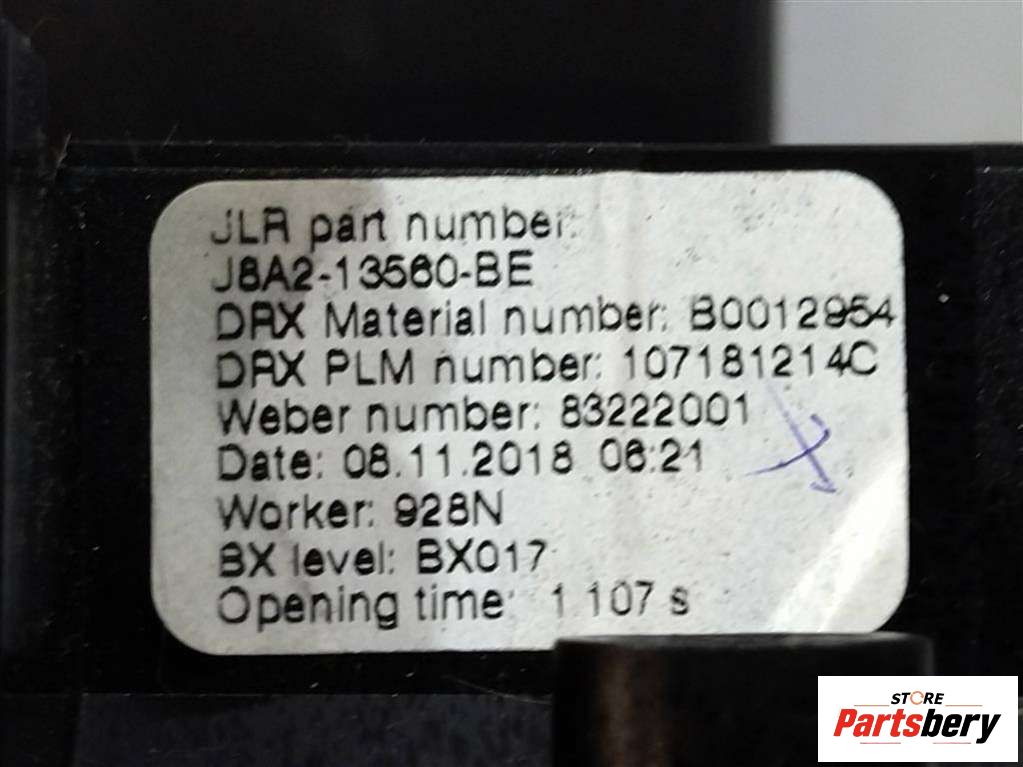 JLR part number:
J8A2-13560-BE
DRX Material number: B0012954
DRX PLM number: 107181214C
Weber number: 83222001
Date: 08.11.2018 06:21
Worker: 928N
BX level: BX017
Opening time: 1.107 s
STORE
Partsbery